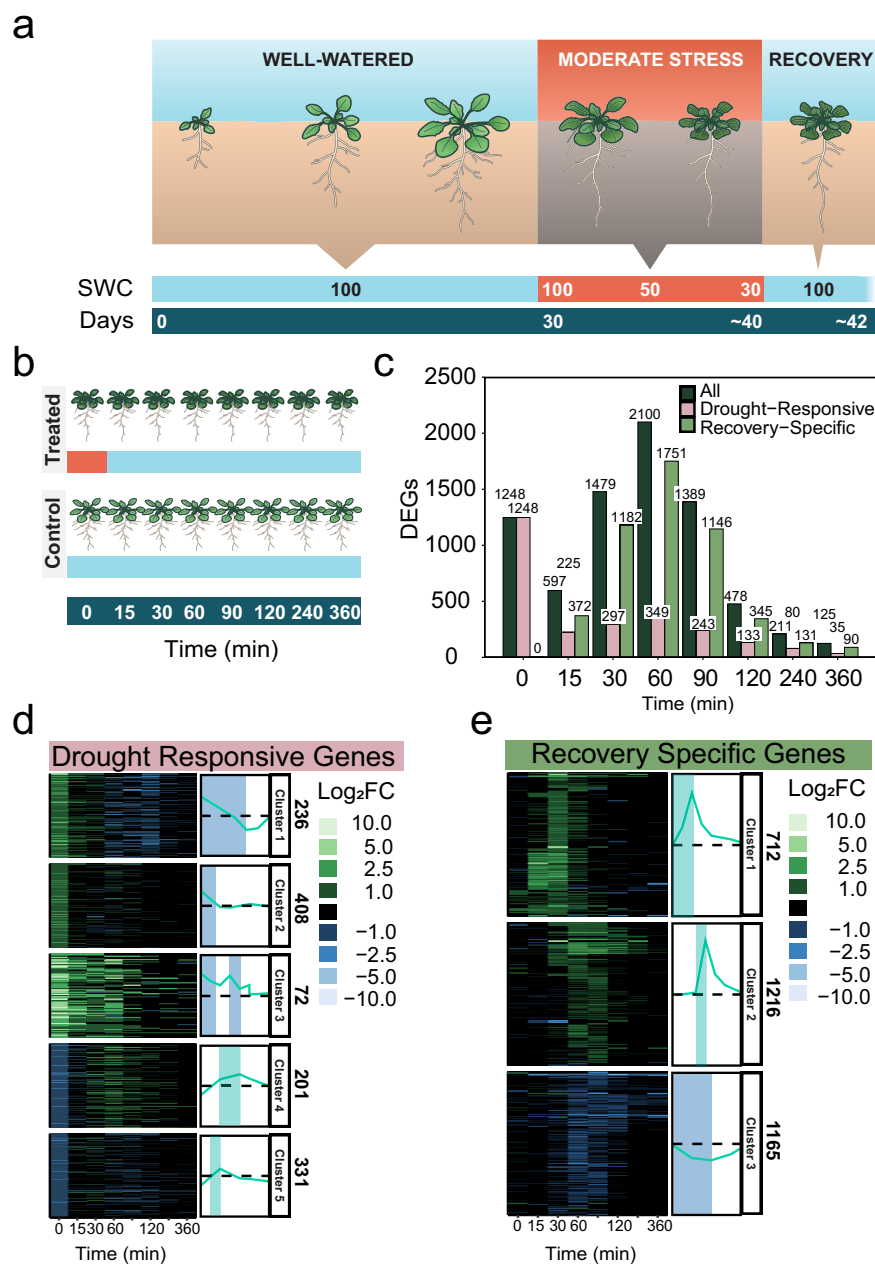 a
WELL-WATERED
MODERATE STRESS
RECOVERY
SWC
100
100
50
30
100
Days
0
30
~40
~42
b
Treated
Control
0 15 30 60 90 120 240 360
Time (min)
c
2500
2000
1500
1000
500
0
DEGs
All
Drought−Responsive
Recovery−Specific
1248
1248
0
597
225
372
1479
297
1182
2100
349
1751
1389
243
1146
478
133
345
211
80
131
125
35
90
0 15 30 60 90 120 240 360
Time (min)
d
Drought Responsive Genes
Cluster 1
236
Cluster 2
408
Cluster 3
72
Cluster 4
201
Cluster 5
331
Log₂FC
10.0
5.0
2.5
1.0
−1.0
−2.5
−5.0
−10.0
0 15 30 60 120 360
Time (min)
e
Recovery Specific Genes
Cluster 1
712
Cluster 2
1216
Cluster 3
1165
Log₂FC
10.0
5.0
2.5
1.0
−1.0
−2.5
−5.0
−10.0
0 15 30 60 120 360
Time (min)